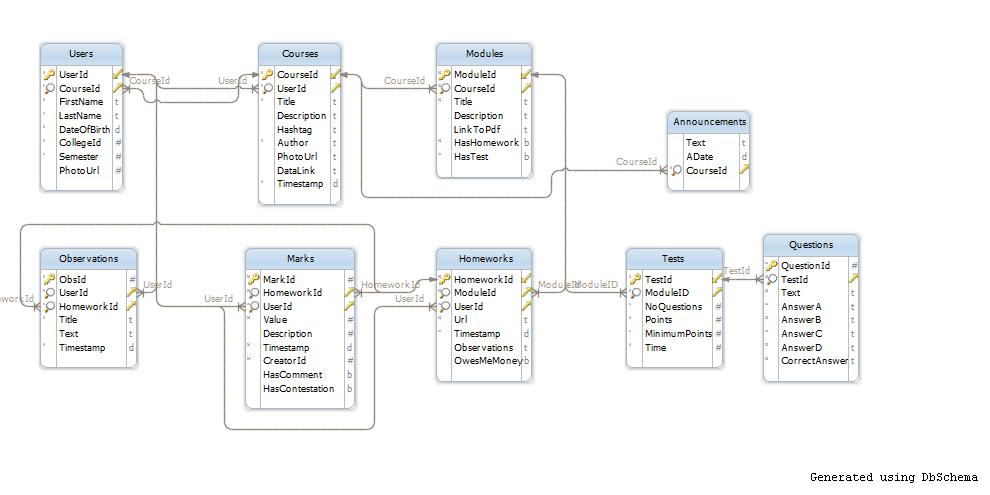 Users
UserId
CourseId
FirstName
LastName
DateOfBirth d
CollegeId #
Semester #
PhotoUrl #
CourseId
UserId
Courses
CourseId
UserId
Title t
Description t
Hashtag t
Author t
PhotoUrl t
DataLink t
Timestamp d
CourseId
Modules
ModuleId
CourseId
Title t
Description t
LinkToPdf t
HasHomework b
HasTest b
CourseId
Announcements
Text t
ADate d
CourseId
Observations
ObsId #
UserId
HomeworkId
Title t
Text t
Timestamp d
eworkId
UserId
UserId
Marks
MarkId #
HomeworkId
UserId
Value #
Description #
Timestamp d
CreatorId #
HasComment b
HasContestation b
HomeworkId
UserId
Homeworks
HomeworkId
ModuleId
UserId
Url t
Timestamp d
Observations t
OwesMeMoney b
ModuleId
ModuleID
Tests
TestId
ModuleID
NoQuestions #
Points #
MinimumPoints #
Time #
TestId
Questions
QuestionId #
TestId
Text t
AnswerA t
AnswerB t
AnswerC t
AnswerD t
CorrectAnswer t
Generated using DbSchema